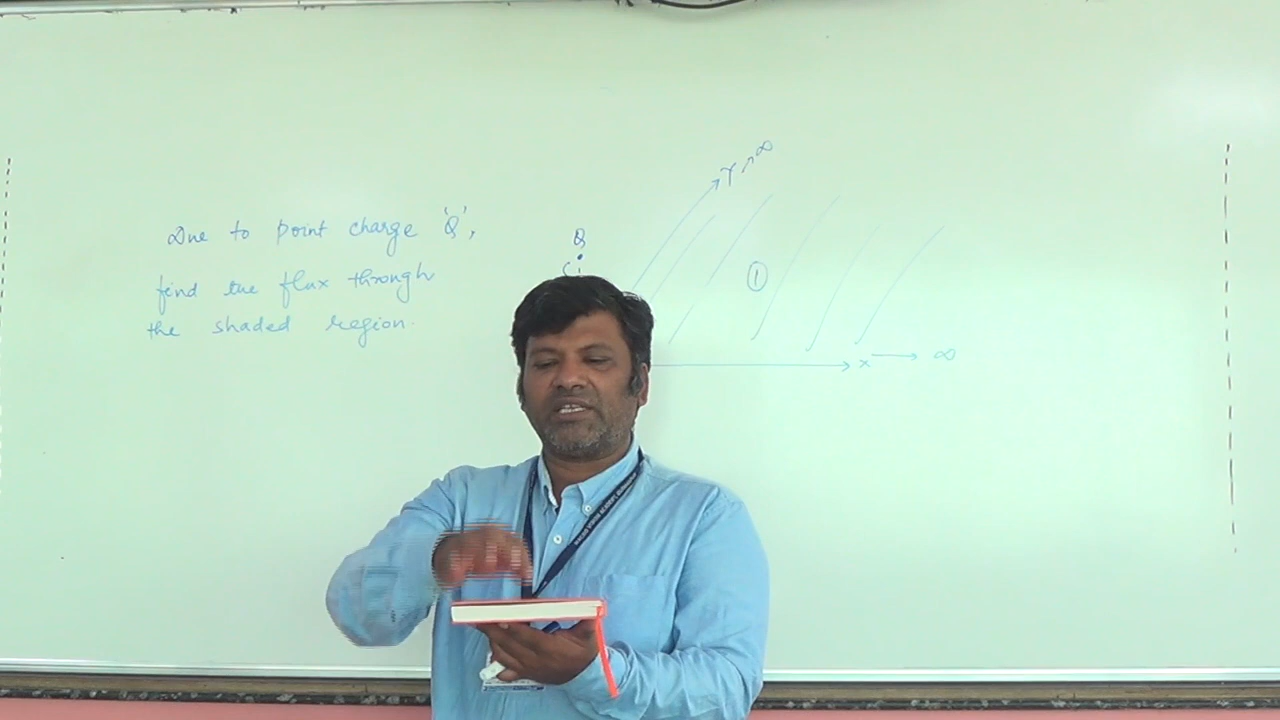 Due to point charge 'Q',
find the flux through
the shaded region.
Q
Y → ∞
1
x → ∞